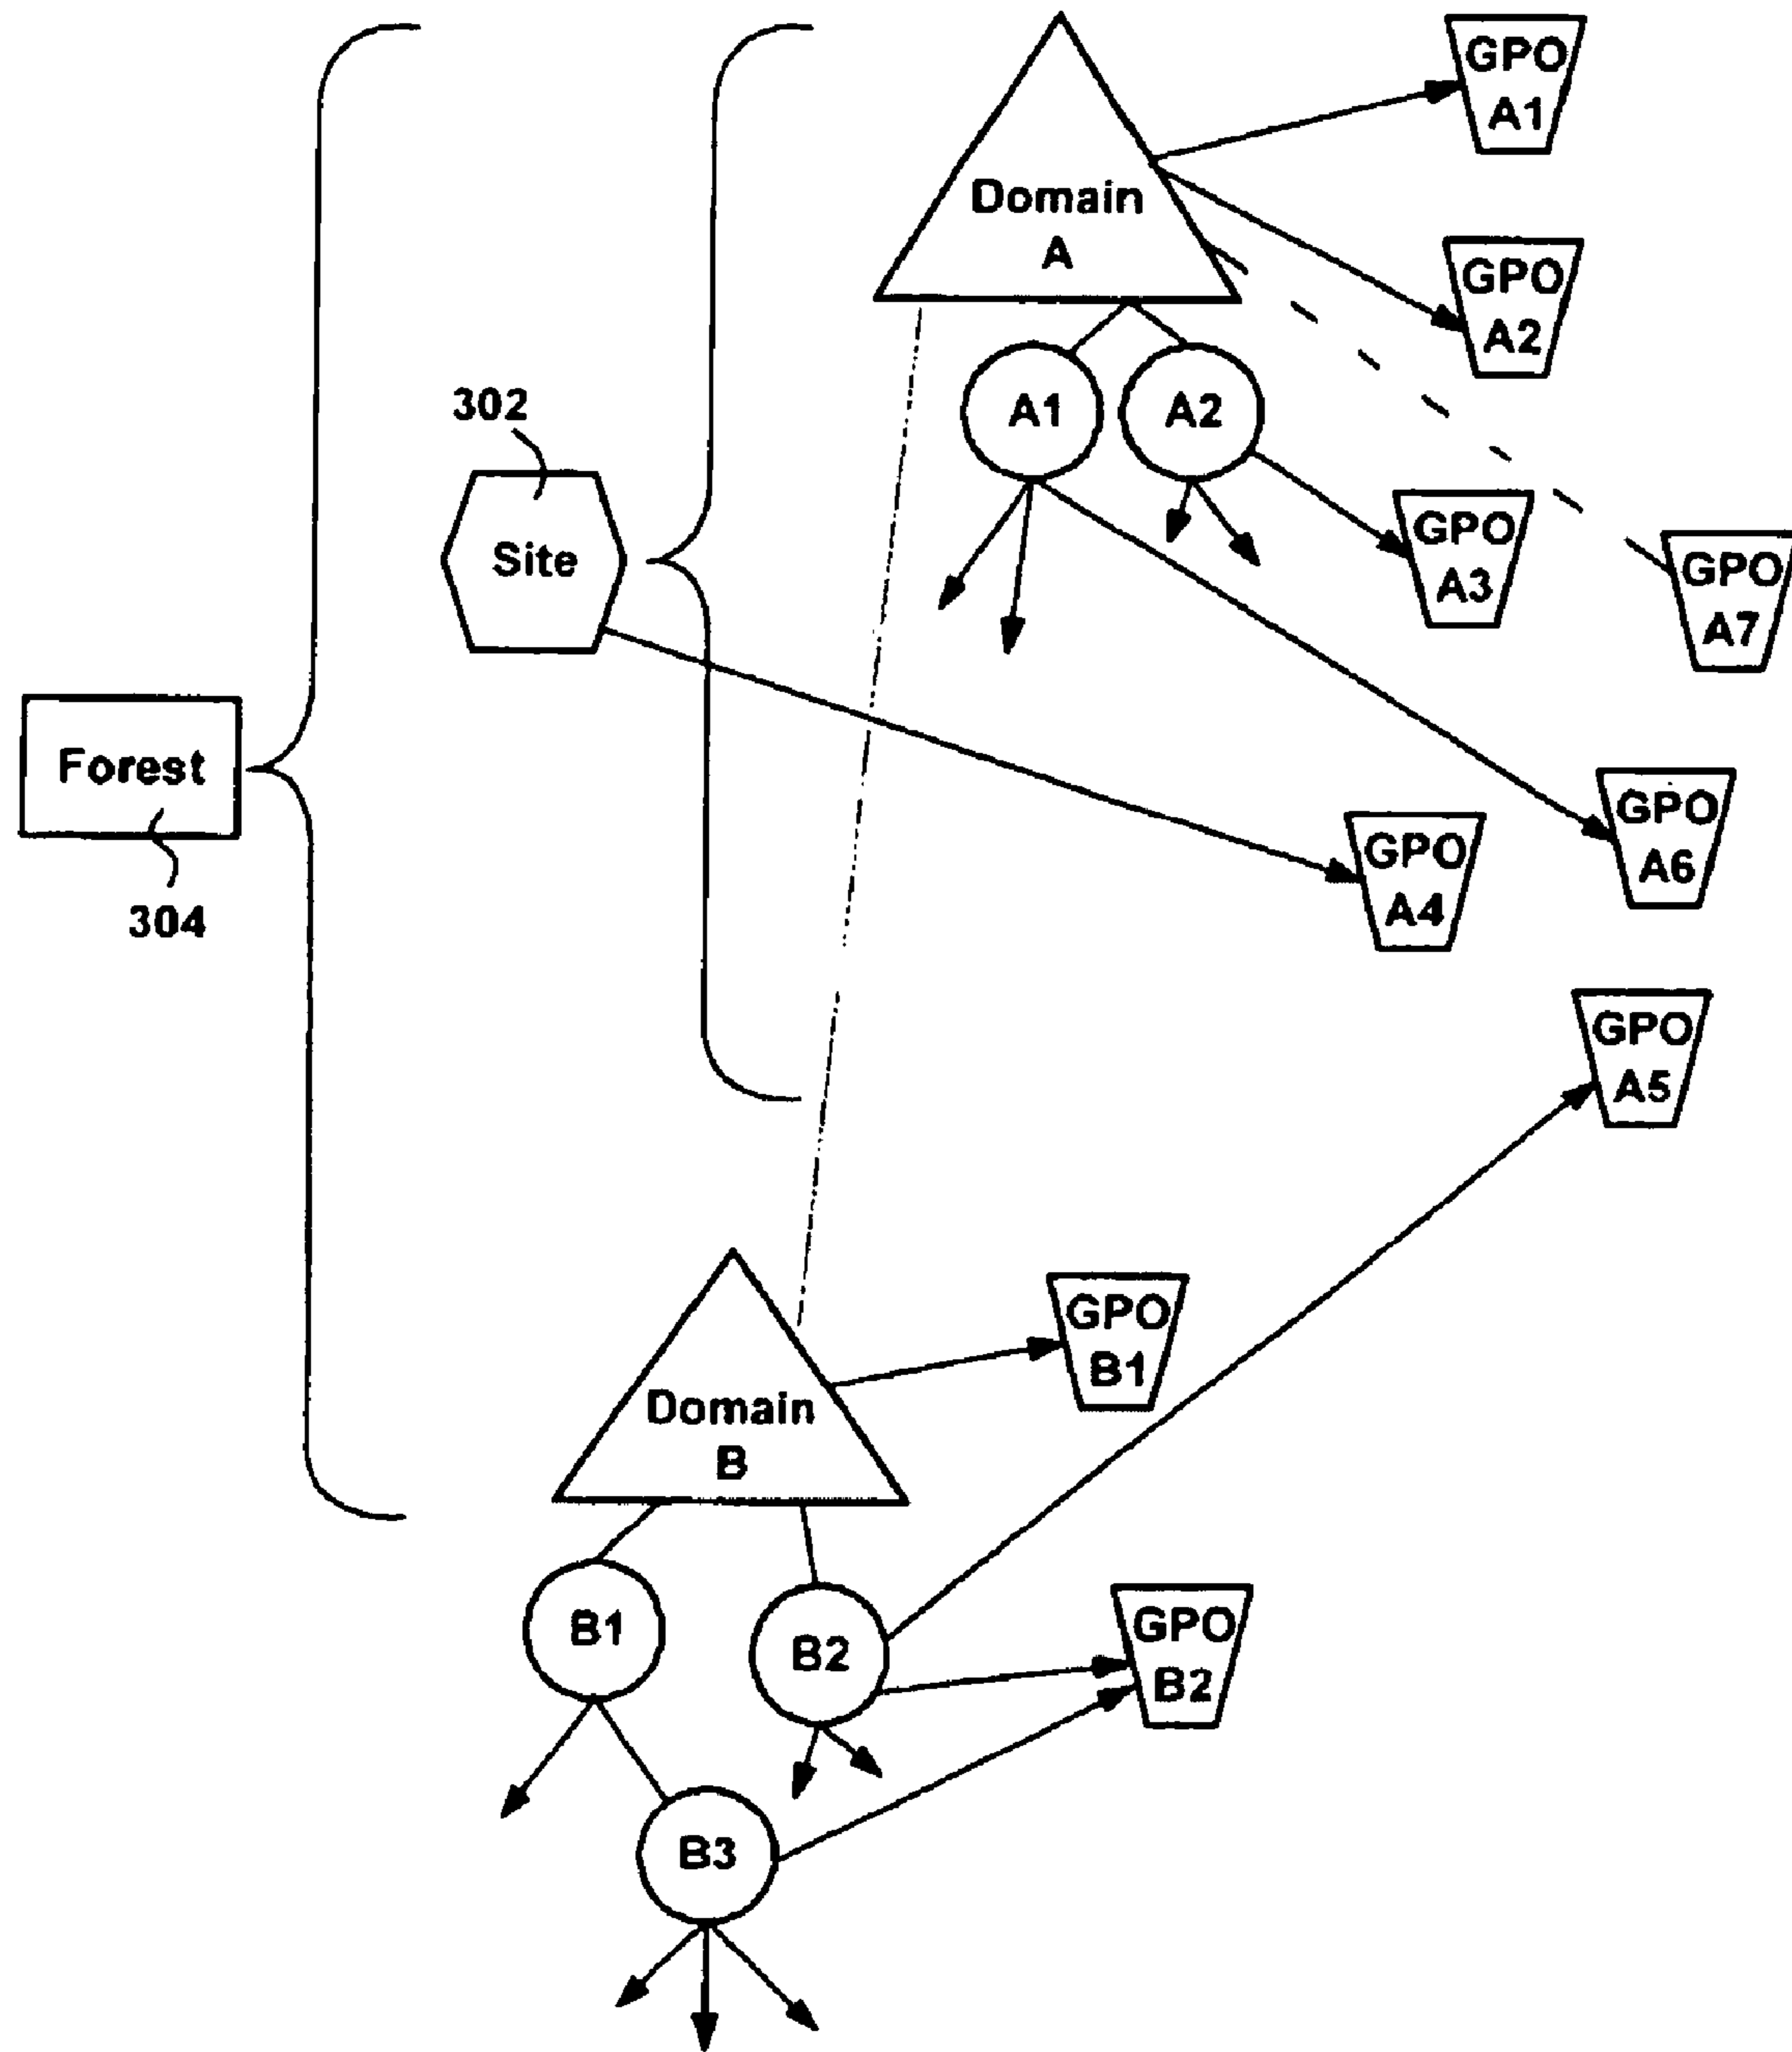 GPO
A1
Domain
A
GPO
A2
302
A1
A2
Site
GPO
A3
GPO
A7
Forest
304
GPO
A6
GPO
A4
GPO
A5
GPO
B1
Domain
B
B1
B2
GPO
B2
B3